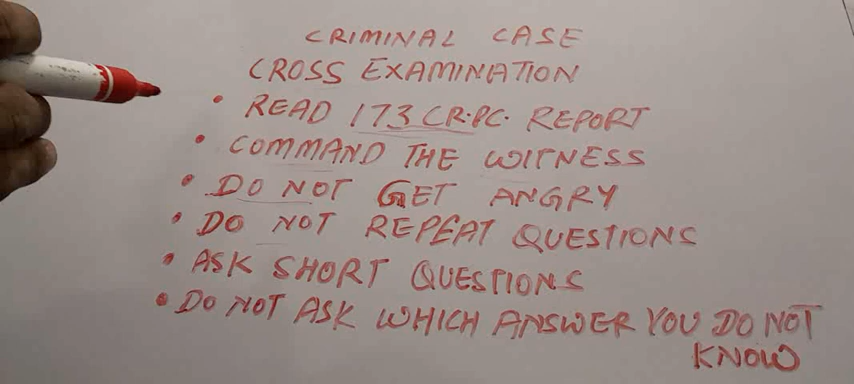 CRIMINAL CASE
CROSS EXAMINATION
• READ 173 CR.PC. REPORT
• COMMAND THE WITNESS
• DO NOT GET ANGRY
• DO NOT REPEAT QUESTIONS
• ASK SHORT QUESTIONS
• DO NOT ASK WHICH ANSWER YOU DO NOT
KNOW